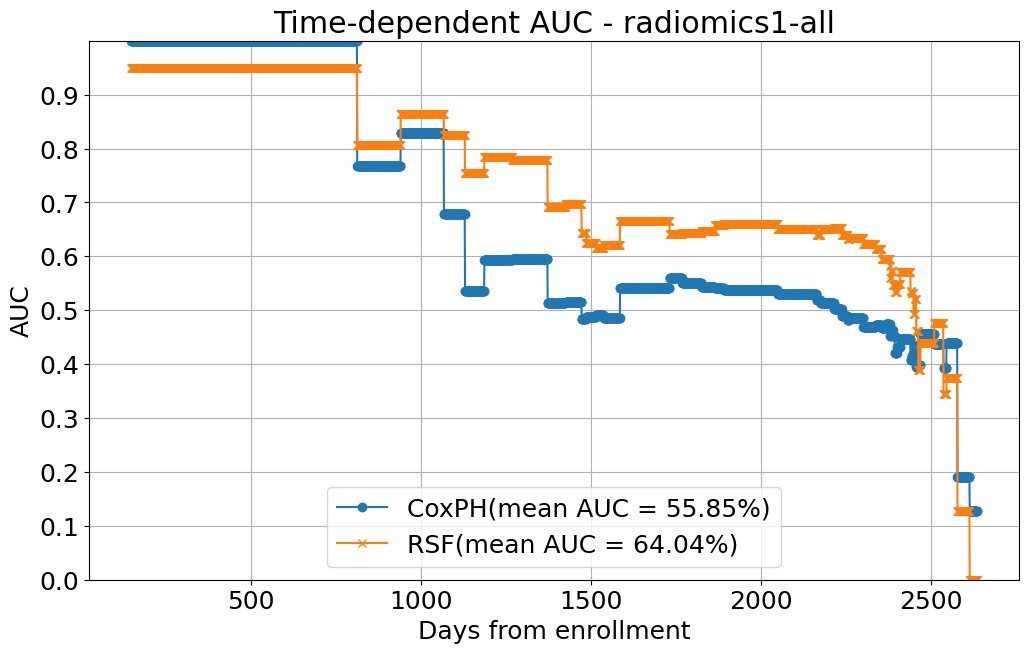 Time-dependent AUC - radiomics1-all
0.9
0.8
0.7
0.6
0.5
0.4
0.3
0.2
0.1
0.0
AUC
CoxPH(mean AUC = 55.85%)
RSF(mean AUC = 64.04%)
500 1000 1500 2000 2500
Days from enrollment